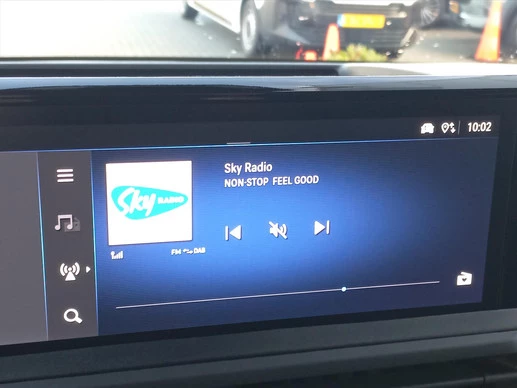 10:02
Sky Radio
NON-STOP FEEL GOOD
Sky RADIO
FM DAB